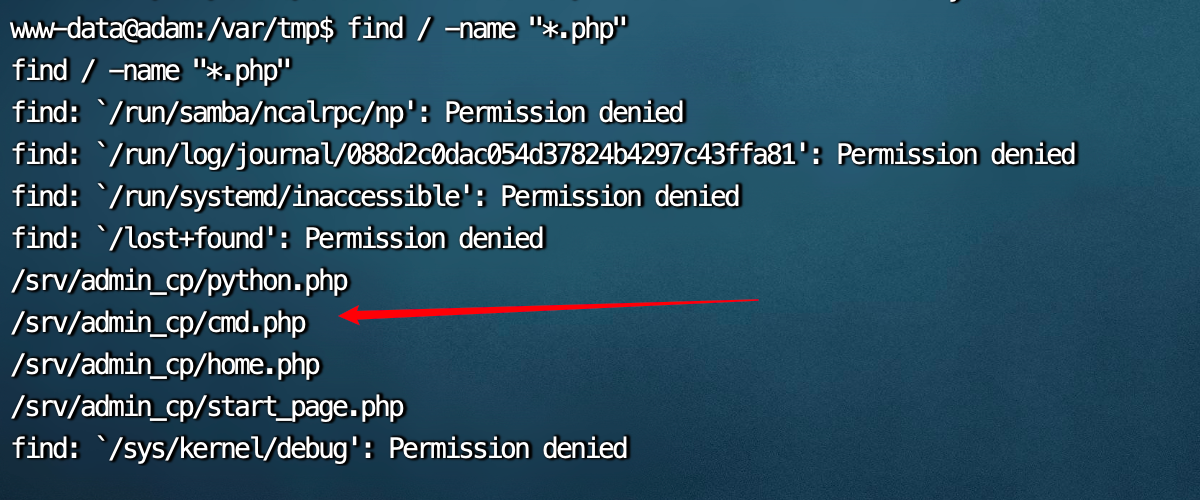 www-data@adam:/var/tmp$ find / -name "*.php"
find / -name "*.php"
find: `/run/samba/ncalrpc/np': Permission denied
find: `/run/log/journal/088d2c0dac054d37824b4297c43ffa81': Permission denied
find: `/run/systemd/inaccessible': Permission denied
find: `/lost+found': Permission denied
/srv/admin_cp/python.php
/srv/admin_cp/cmd.php
/srv/admin_cp/home.php
/srv/admin_cp/start_page.php
find: `/sys/kernel/debug': Permission denied